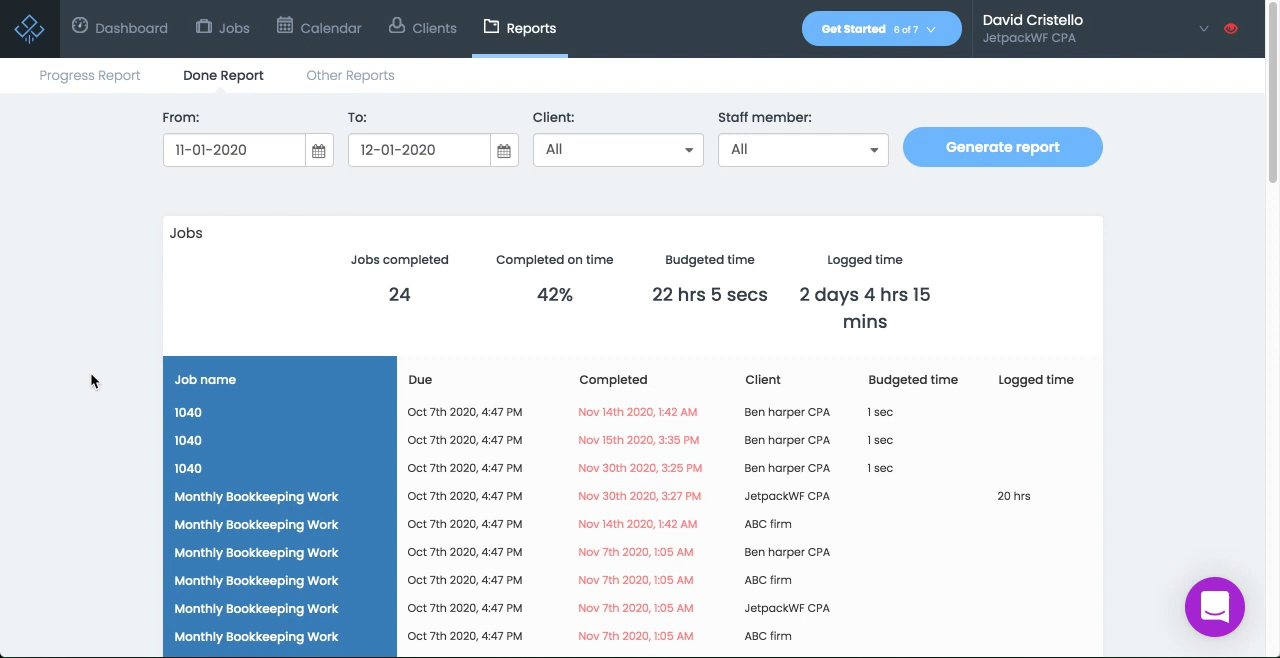 Dashboard Jobs Calendar Clients Reports Get Started 6 of 7 David Cristello
JetpackWF CPA
Progress Report Done Report Other Reports
From: To: Client: Staff member:
11-01-2020 12-01-2020 All All Generate report
Jobs
Jobs completed Completed on time Budgeted time Logged time
24 42% 22 hrs 5 secs 2 days 4 hrs 15
mins
Job name Due Completed Client Budgeted time Logged time
1040 Oct 7th 2020, 4:47 PM Nov 14th 2020, 1:42 AM Ben harper CPA 1 sec
1040 Oct 7th 2020, 4:47 PM Nov 15th 2020, 3:35 PM Ben harper CPA 1 sec
1040 Oct 7th 2020, 4:47 PM Nov 30th 2020, 3:25 PM Ben harper CPA 1 sec
Monthly Bookkeeping Work Oct 7th 2020, 4:47 PM Nov 30th 2020, 3:27 PM JetpackWF CPA 20 hrs
Monthly Bookkeeping Work Oct 7th 2020, 4:47 PM Nov 14th 2020, 1:42 AM ABC firm
Monthly Bookkeeping Work Oct 7th 2020, 4:47 PM Nov 7th 2020, 1:05 AM Ben harper CPA
Monthly Bookkeeping Work Oct 7th 2020, 4:47 PM Nov 7th 2020, 1:05 AM ABC firm
Monthly Bookkeeping Work Oct 7th 2020, 4:47 PM Nov 7th 2020, 1:05 AM JetpackWF CPA
Monthly Bookkeeping Work Oct 7th 2020, 4:47 PM Nov 7th 2020, 1:05 AM ABC firm